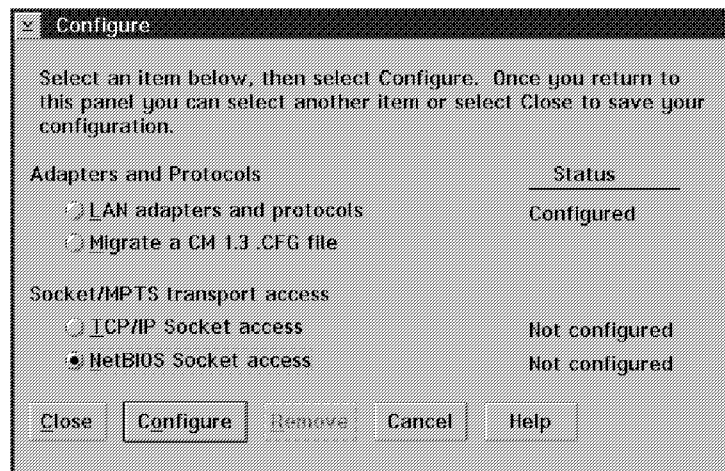 Configure
Select an item below, then select Configure. Once you return to
this panel you can select another item or select Close to save your
configuration.
Adapters and Protocols Status
LAN adapters and protocols Configured
Migrate a CM 1.3 .CFG file
Socket/MPTS transport access
TCP/IP Socket access Not configured
NetBIOS Socket access Not configured
Close Configure Remove Cancel Help